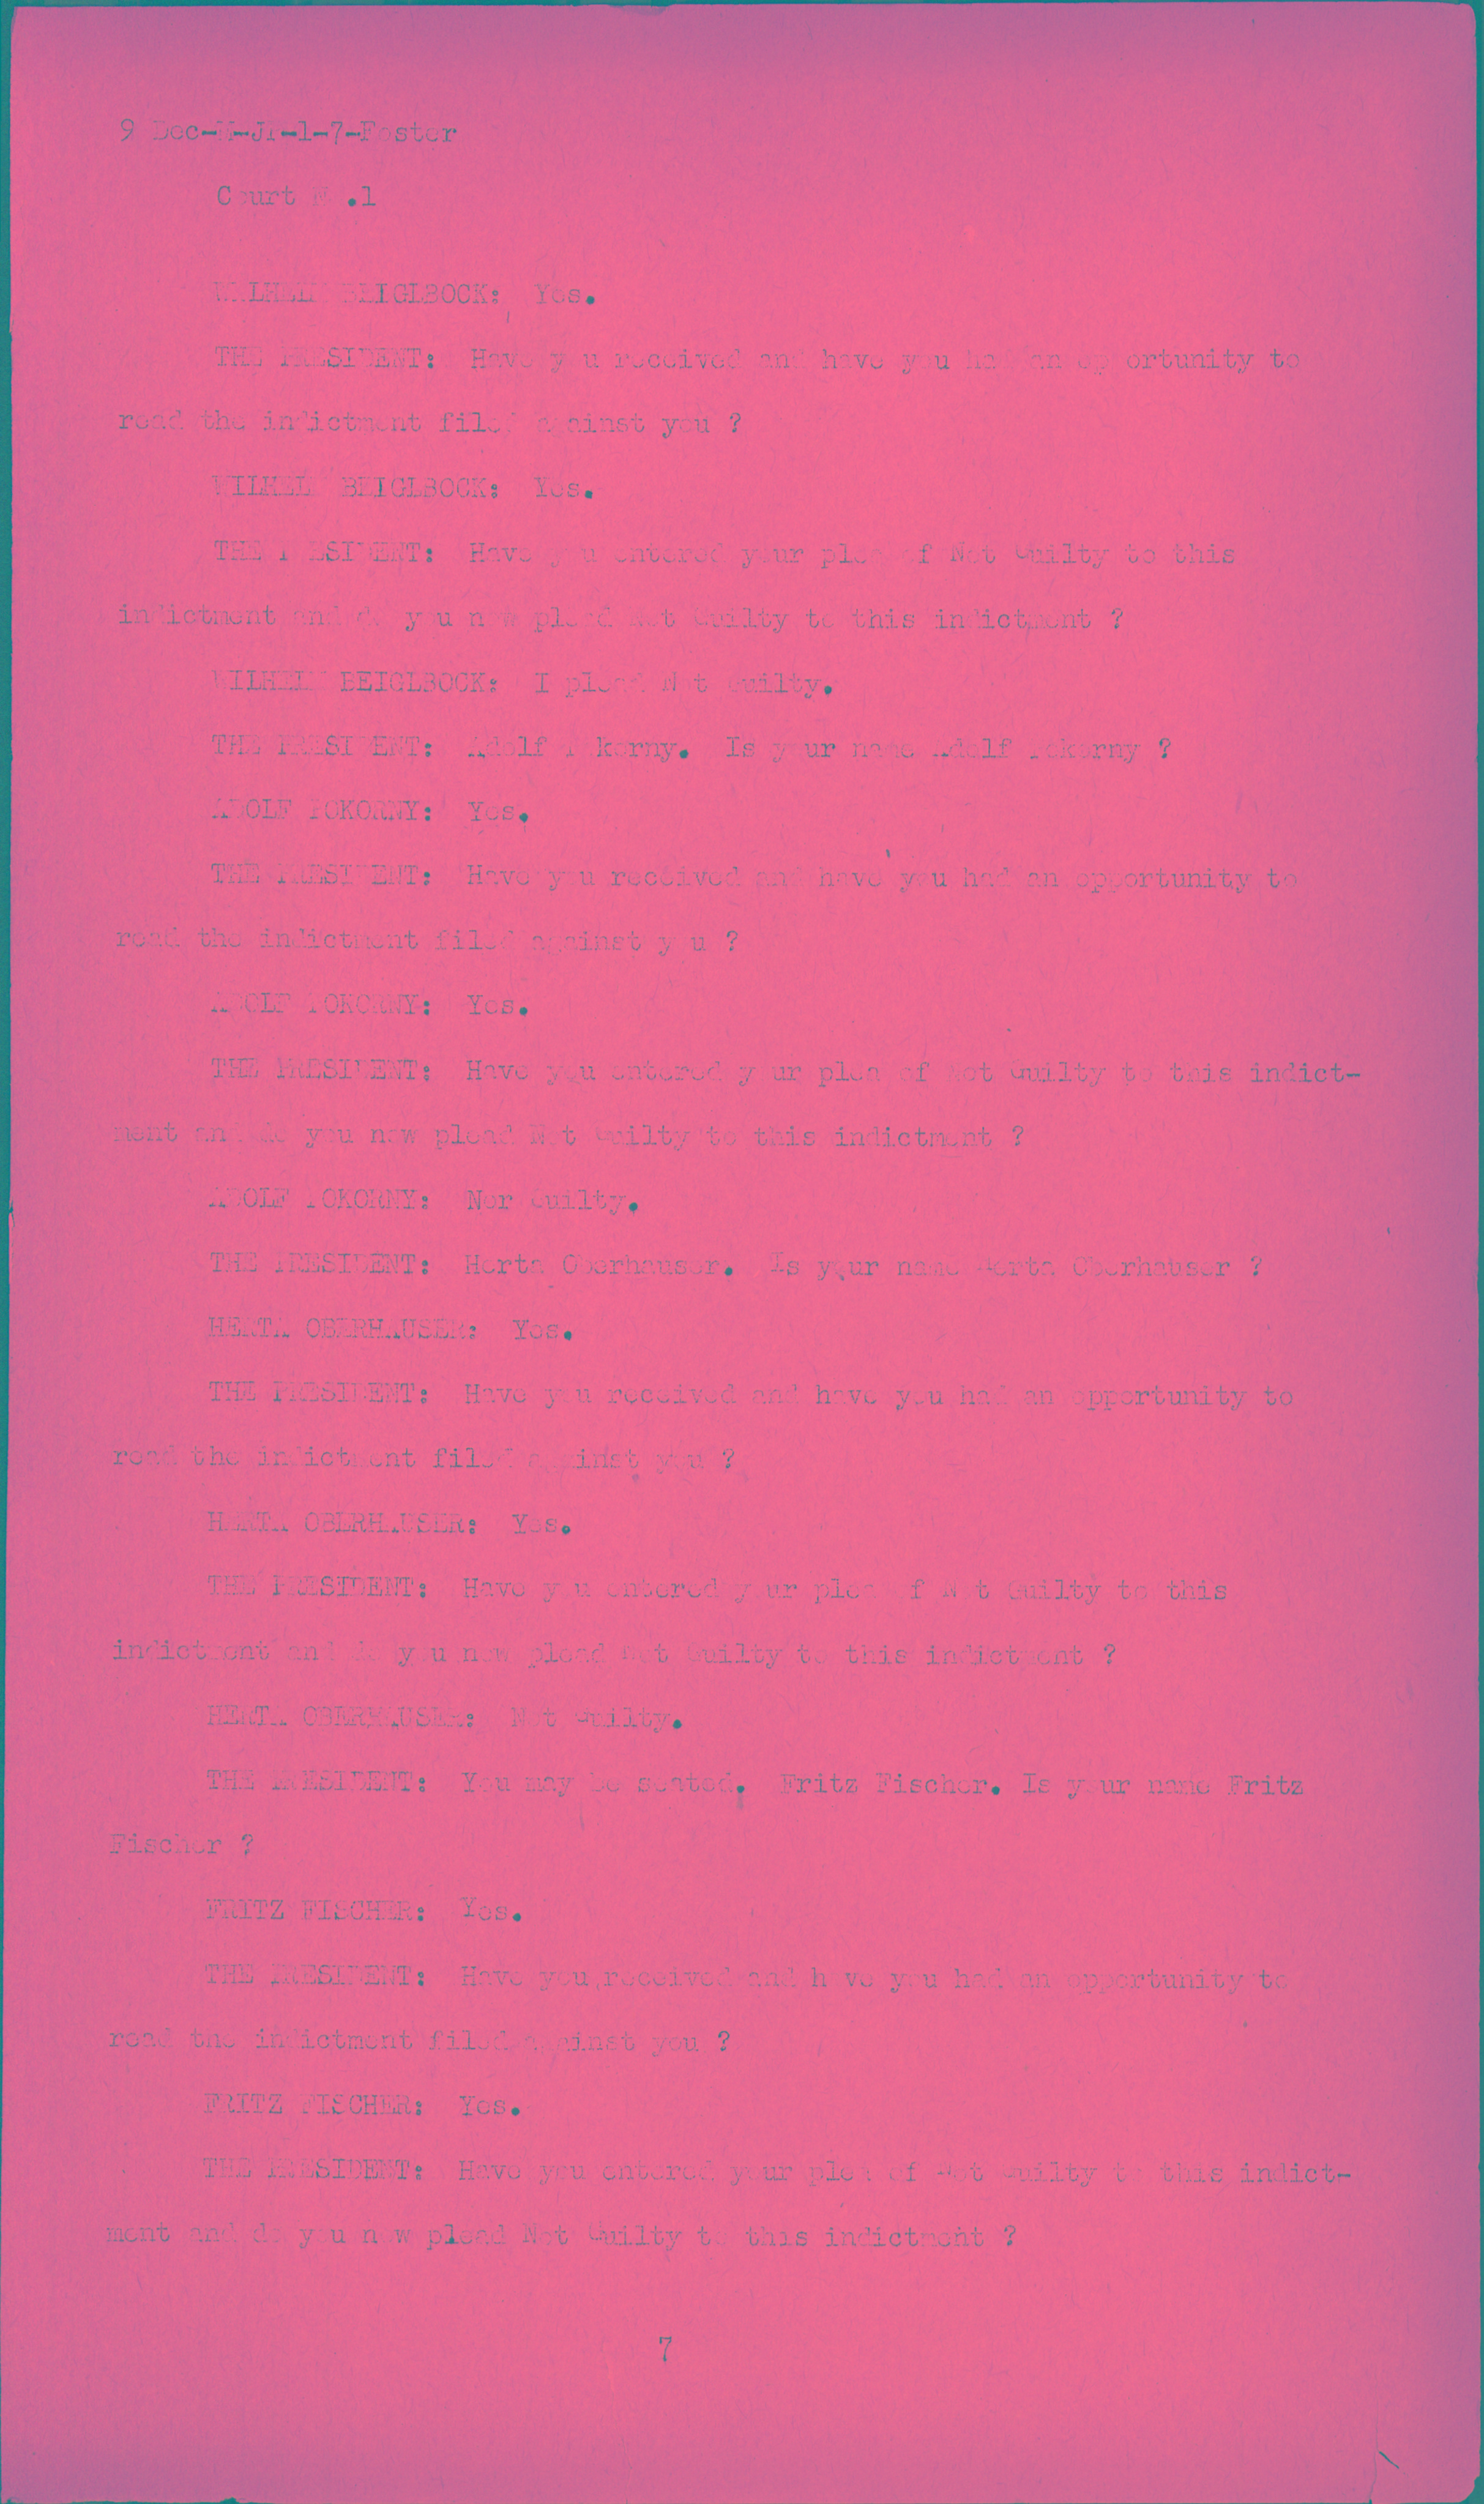 9 Dec-M-JP-1-7-Foster
Court No.1
WILHELM BEIGLBOCK: Yes.
THE PRESIDENT: Have you received and have you had an opportunity to
read the indictment filed against you ?
WILHELM BEIGLBOCK: Yes.
THE PRESIDENT: Have you entered your plea of Not Guilty to this
indictment and do you now plead Not Guilty to this indictment ?
WILHELM BEIGLBOCK: I plead Not Guilty.
THE PRESIDENT: Adolf Pokorny. Is your name Adolf Pokorny ?
ADOLF POKORNY: Yes.
THE PRESIDENT: Have you received and have you had an opportunity to
read the indictment filed against you ?
ADOLF POKORNY: Yes.
THE PRESIDENT: Have you entered your plea of Not Guilty to this indict-
ment and do you now plead Not Guilty to this indictment ?
ADOLF POKORNY: Nor Guilty.
THE PRESIDENT: Herta Oberhauser. Is your name Herta Oberhauser ?
HERTA OBERHAUSER: Yes.
THE PRESIDENT: Have you received and have you had an opportunity to
read the indictment filed against you ?
HERTA OBERHAUSER: Yes.
THE PRESIDENT: Have you entered your plea of Not Guilty to this
indictment and do you now plead Not Guilty to this indictment ?
HERTA OBERHAUSER: Not Guilty.
THE PRESIDENT: You may be seated. Fritz Fischer. Is your name Fritz
Fischer ?
FRITZ FISCHER: Yes.
THE PRESIDENT: Have you received and have you had an opportunity to
read the indictment filed against you ?
FRITZ FISCHER: Yes.
THE PRESIDENT: Have you entered your plea of Not Guilty to this indict-
ment and do you now plead Not Guilty to this indictment ?
7